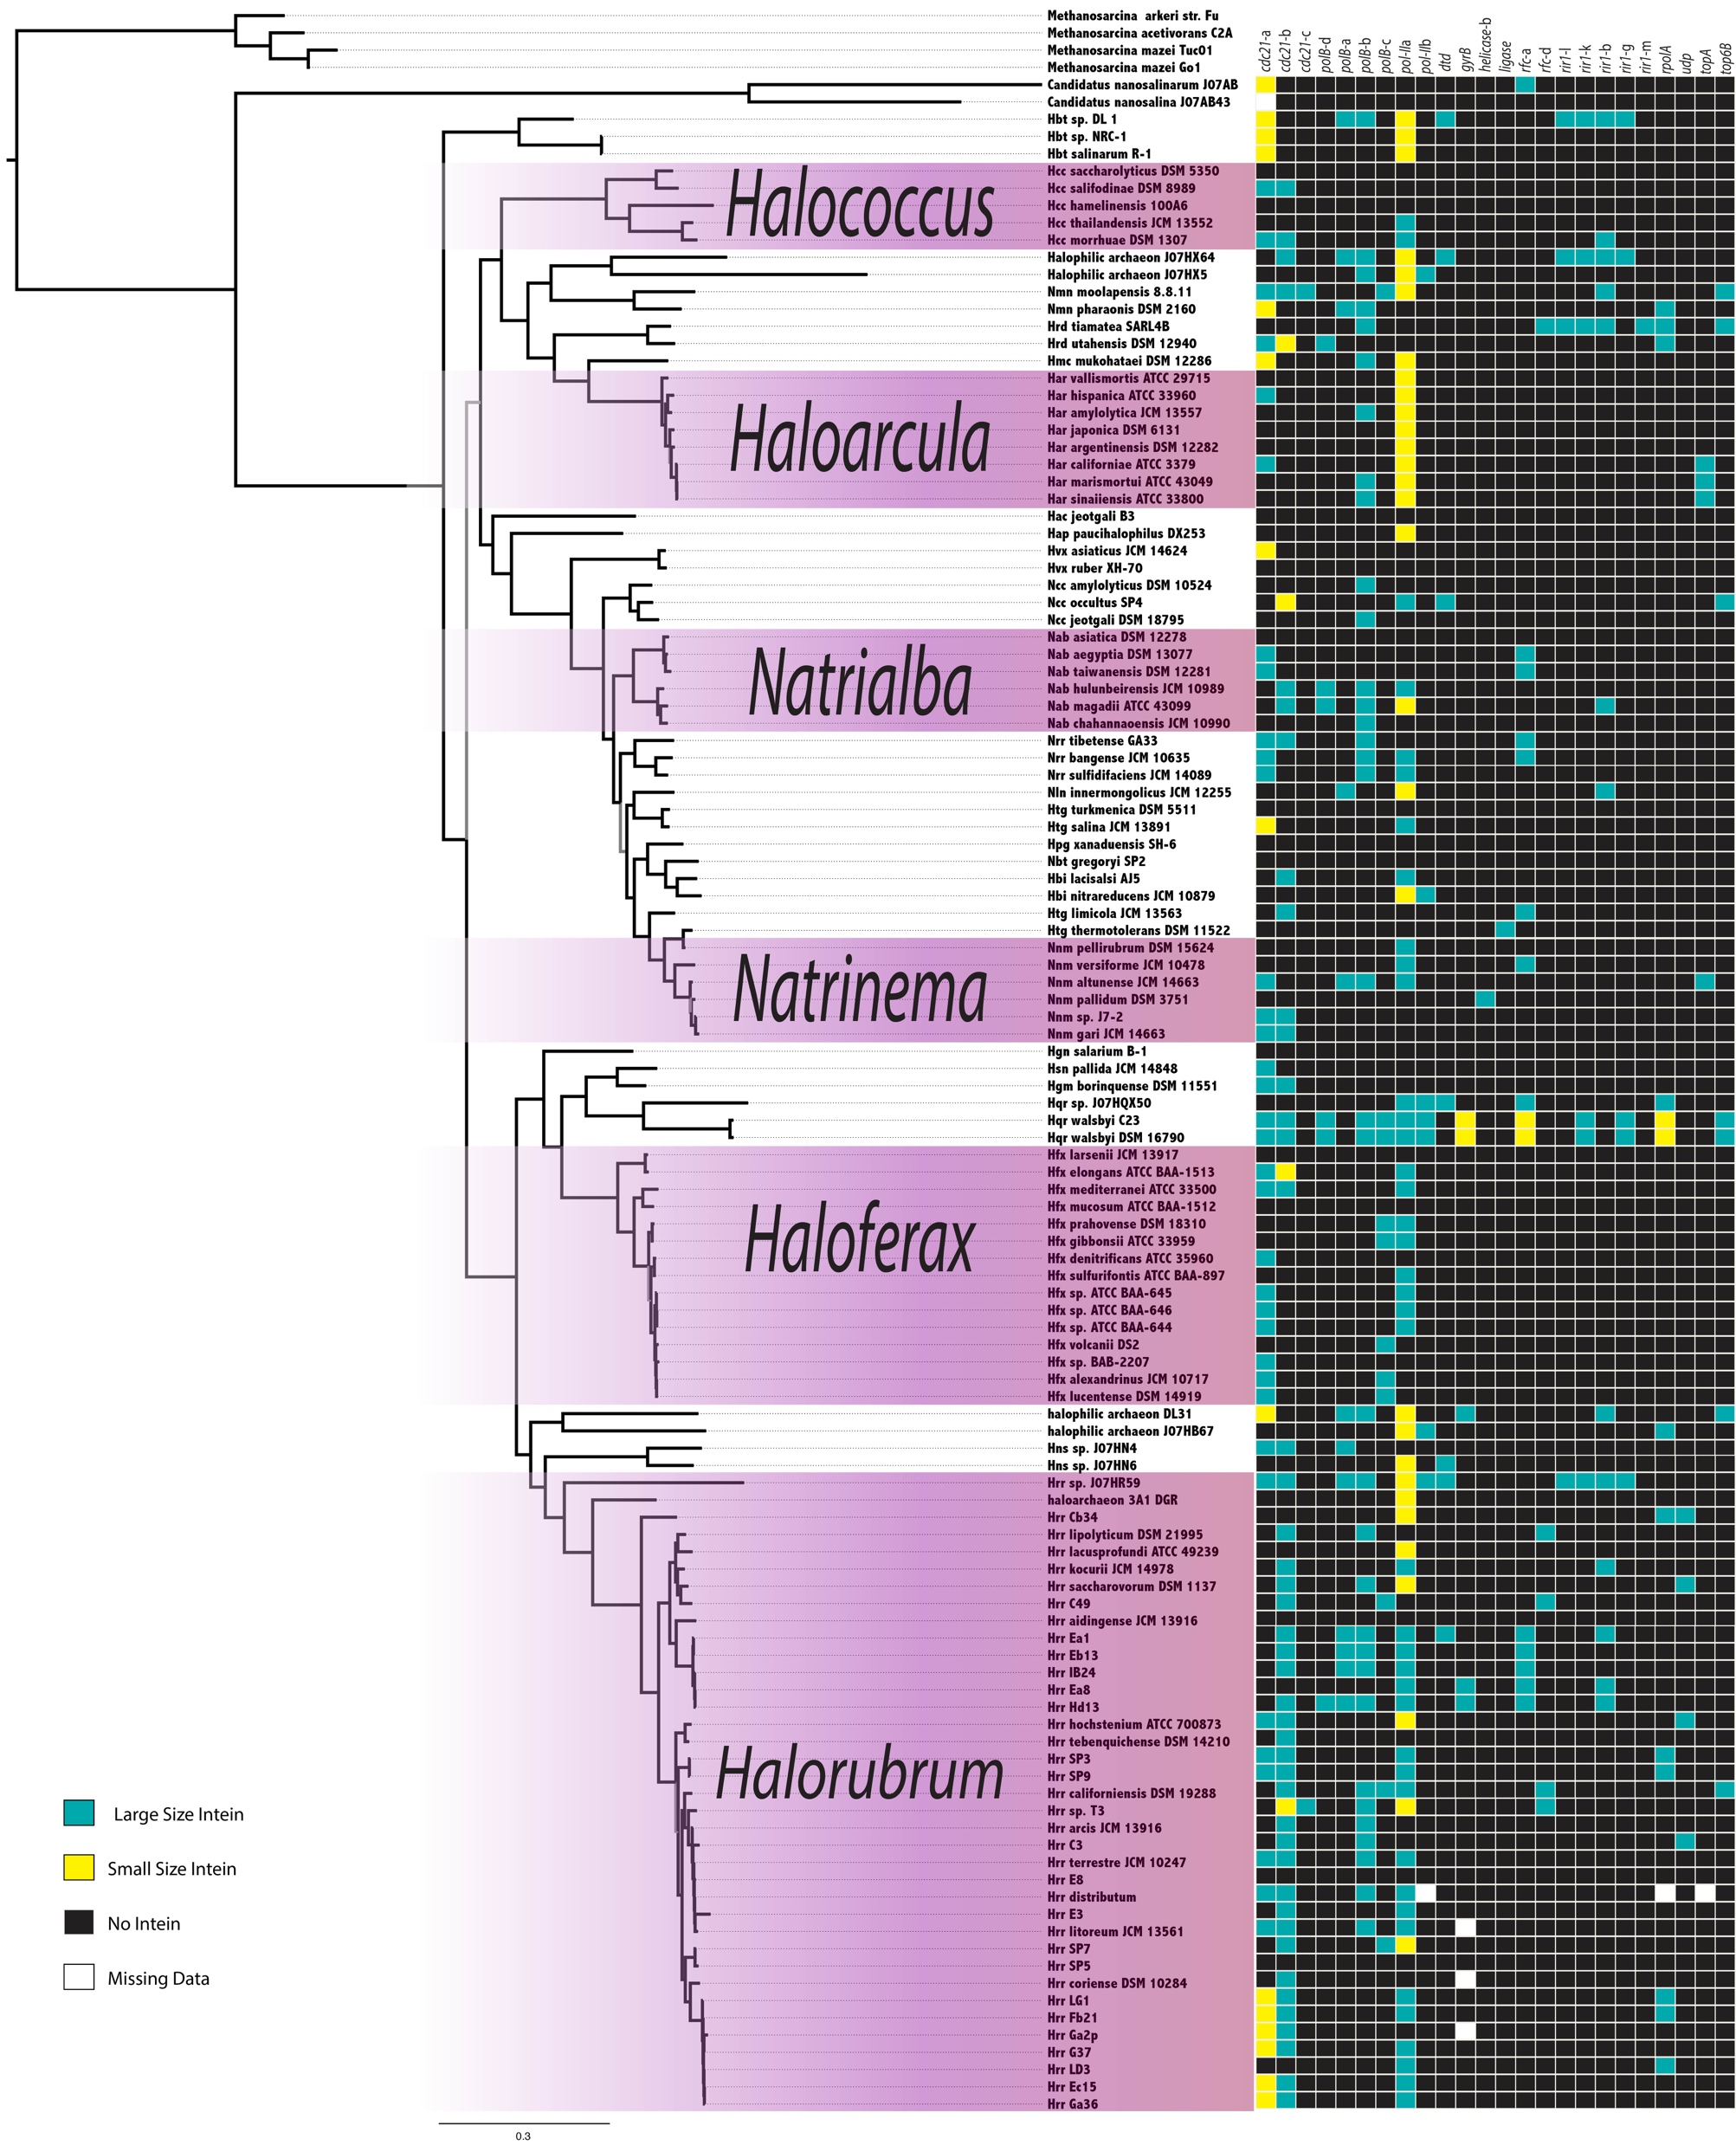 cdc21-a
cdc21-b
cdc21-c
polB-d
polB-a
polB-b
polB-c
pol-IIa
pol-IIb
dtd
gyrB
helicase-b
ligase
rfc-a
rfc-d
rir1-l
rir1-k
rir1-b
rir1-g
rir1-m
rpolA
udp
topA
top6B
Methanosarcina arkeri str. Fu
Methanosarcina acetivorans C2A
Methanosarcina mazei Tuc01
Methanosarcina mazei Go1
Candidatus nanosalinarum J07AB
Candidatus nanosalina J07AB43
Hbt sp. DL 1
Hbt sp. NRC-1
Hbt salinarum R-1
Halococcus
Hcc saccharolyticus DSM 5350
Hcc salifodinae DSM 8989
Hcc hamelinensis 100A6
Hcc thailandensis JCM 13552
Hcc morrhuae DSM 1307
Halophilic archaeon J07HX64
Halophilic archaeon J07HX5
Nmn moolapensis 8.8.11
Nmn pharaonis DSM 2160
Hrd tiamatea SARL4B
Hrd utahensis DSM 12940
Hmc mukohataei DSM 12286
Haloarcula
Har vallismortis ATCC 29715
Har hispanica ATCC 33960
Har amylolytica JCM 13557
Har japonica DSM 6131
Har argentinensis DSM 12282
Har californiae ATCC 3379
Har marismortui ATCC 43049
Har sinaiiensis ATCC 33800
Hac jeotgali B3
Hap paucihalophilus DX253
Hvx asiaticus JCM 14624
Hvx ruber XH-70
Ncc amylolyticus DSM 10524
Ncc occultus SP4
Ncc jeotgali DSM 18795
Natrialba
Nab asiatica DSM 12278
Nab aegyptia DSM 13077
Nab taiwanensis DSM 12281
Nab hulunbeirensis JCM 10989
Nab magadii ATCC 43099
Nab chahannaoensis JCM 10990
Nrr tibetense GA33
Nrr bangense JCM 10635
Nrr sulfidifaciens JCM 14089
Nln innermongolicus JCM 12255
Htg turkmenica DSM 5511
Htg salina JCM 13891
Hpg xanaduensis SH-6
Nbt gregoryi SP2
Hbi lacisalsi AJ5
Hbi nitrareducens JCM 10879
Htg limicola JCM 13563
Htg thermotolerans DSM 11522
Natrinema
Nnm pellirubrum DSM 15624
Nnm versiforme JCM 10478
Nnm altunense JCM 14663
Nnm pallidum DSM 3751
Nnm sp. J7-2
Nnm gari JCM 14663
Hgn salarium B-1
Hsn pallida JCM 14848
Hgm borinquense DSM 11551
Hqr sp. J07HQX50
Hqr walsbyi C23
Hqr walsbyi DSM 16790
Haloferax
Hfx larsenii JCM 13917
Hfx elongans ATCC BAA-1513
Hfx mediterranei ATCC 33500
Hfx mucosum ATCC BAA-1512
Hfx prahovense DSM 18310
Hfx gibbonsii ATCC 33959
Hfx denitrificans ATCC 35960
Hfx sulfurifontis ATCC BAA-897
Hfx sp. ATCC BAA-645
Hfx sp. ATCC BAA-646
Hfx sp. ATCC BAA-644
Hfx volcanii DS2
Hfx sp. BAB-2207
Hfx alexandrinus JCM 10717
Hfx lucentense DSM 14919
halophilic archaeon DL31
halophilic archaeon J07HB67
Hns sp. J07HN4
Hns sp. J07HN6
Halorubrum
Hrr sp. J07HR59
haloarchaeon 3A1 DGR
Hrr Cb34
Hrr lipolyticum DSM 21995
Hrr lacusprofundi ATCC 49239
Hrr kocurii JCM 14978
Hrr saccharovorum DSM 1137
Hrr C49
Hrr aidingense JCM 13916
Hrr Ea1
Hrr Eb13
Hrr IB24
Hrr Ea8
Hrr Hd13
Hrr hochstenium ATCC 700873
Hrr tebenquichense DSM 14210
Hrr SP3
Hrr SP9
Hrr californiensis DSM 19288
Hrr sp. T3
Hrr arcis JCM 13916
Hrr C3
Hrr terrestre JCM 10247
Hrr E8
Hrr distributum
Hrr E3
Hrr litoreum JCM 13561
Hrr SP7
Hrr SP5
Hrr coriense DSM 10284
Hrr LG1
Hrr Fb21
Hrr Ga2p
Hrr G37
Hrr LD3
Hrr Ec15
Hrr Ga36
Large Size Intein
Small Size Intein
No Intein
Missing Data
0.3